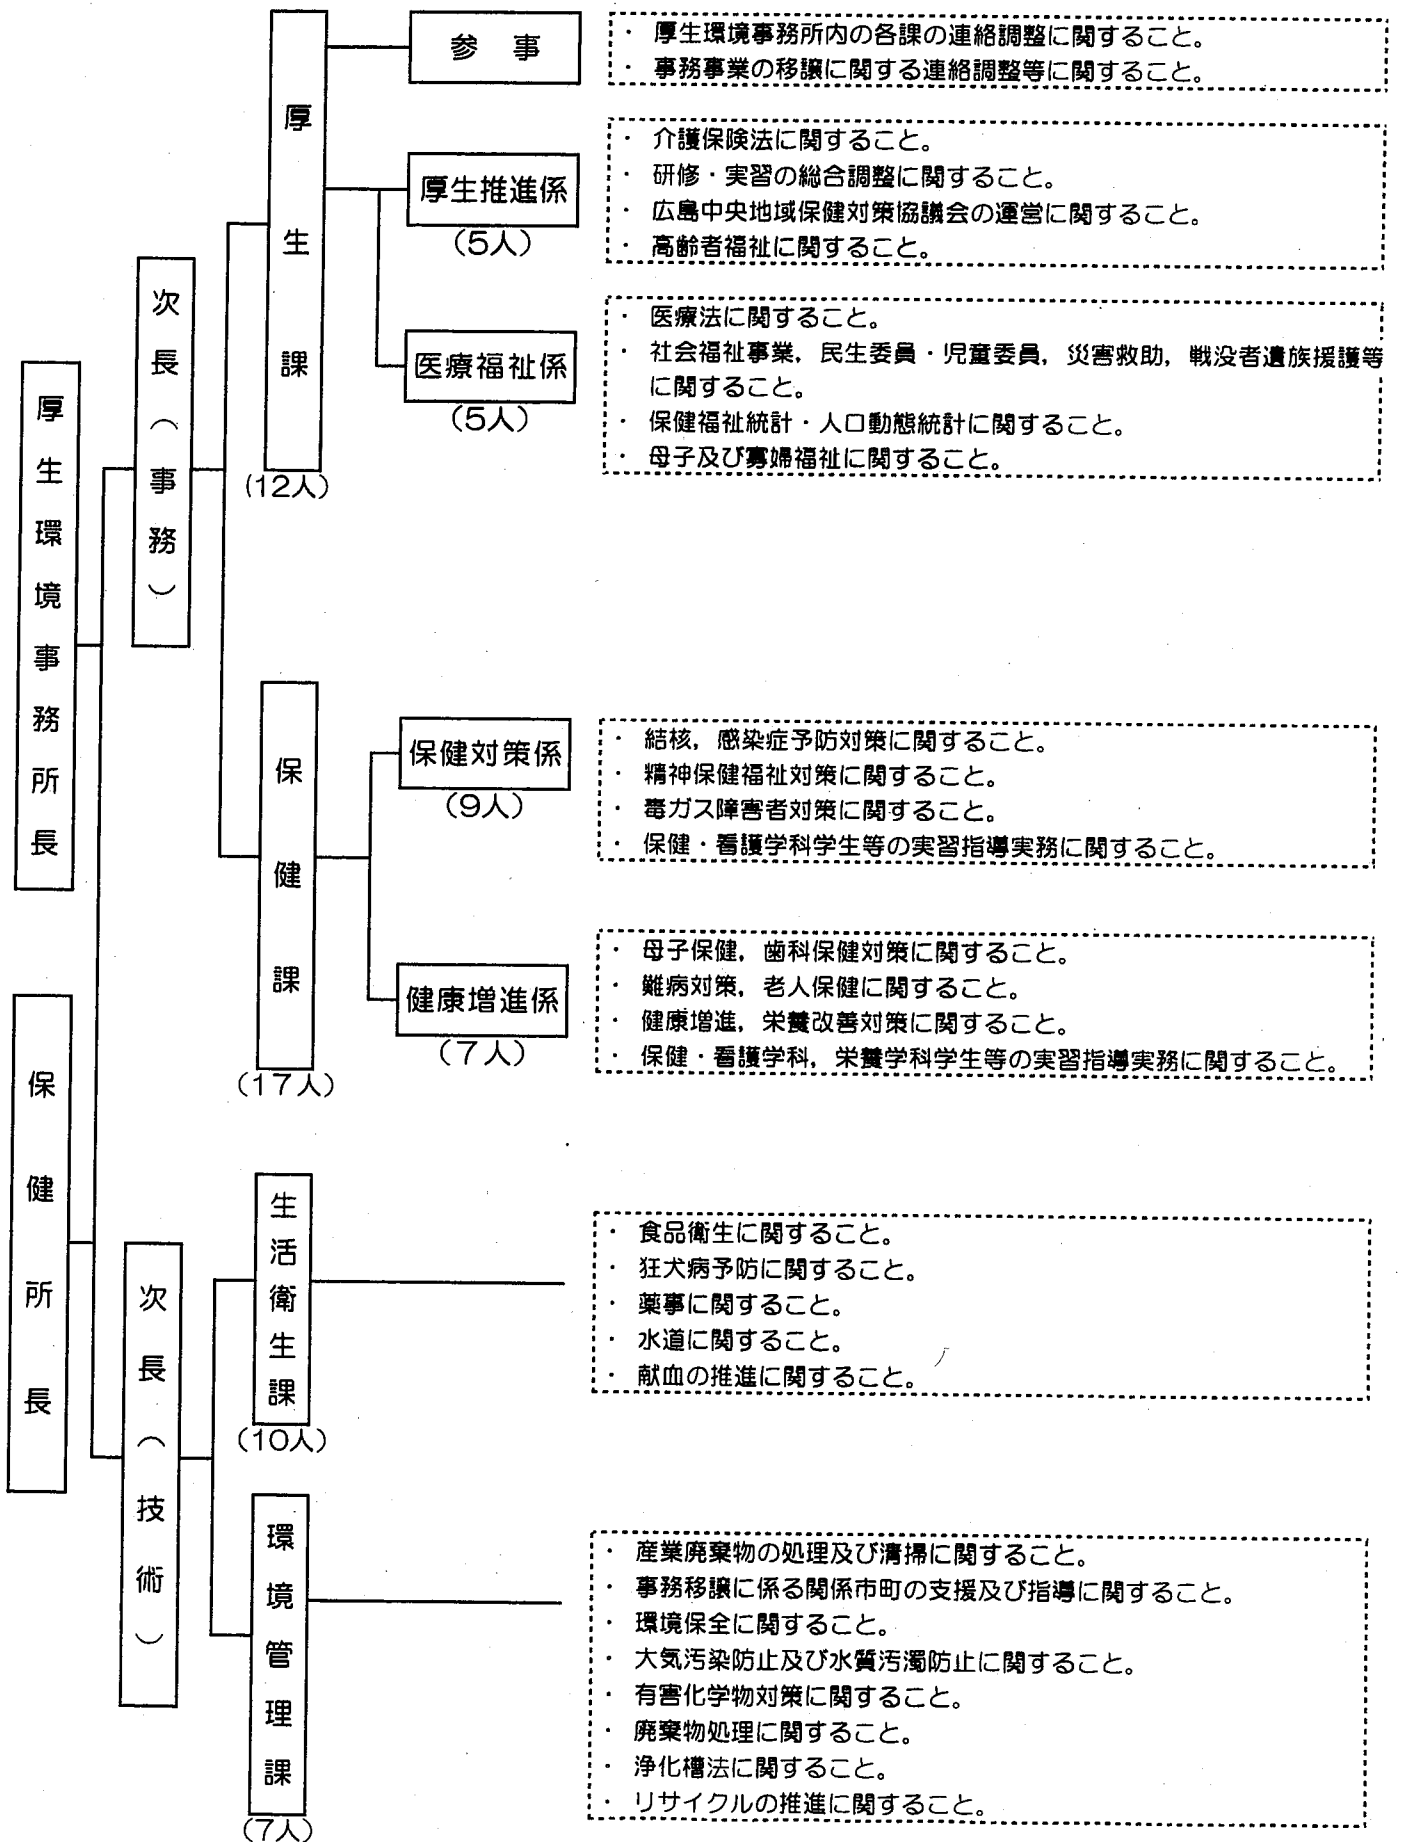 厚生環境事務所長
保健所長
次長（事務）
厚生課
(12人)
参事
・ 厚生環境事務所内の各課の連絡調整に関すること。
・ 事務事業の移譲に関する連絡調整等に関すること。
厚生推進係
(5人)
・ 介護保険法に関すること。
・ 研修・実習の総合調整に関すること。
・ 広島中央地域保健対策協議会の運営に関すること。
・ 高齢者福祉に関すること。
医療福祉係
(5人)
・ 医療法に関すること。
・ 社会福祉事業，民生委員・児童委員，災害救助，戦没者遺族援護等
に関すること。
・ 保健福祉統計・人口動態統計に関すること。
・ 母子及び寡婦福祉に関すること。
保健課
(17人)
保健対策係
(9人)
・ 結核，感染症予防対策に関すること。
・ 精神保健福祉対策に関すること。
・ 毒ガス障害者対策に関すること。
・ 保健・看護学科学生等の実習指導実務に関すること。
健康増進係
(7人)
・ 母子保健，歯科保健対策に関すること。
・ 難病対策，老人保健に関すること。
・ 健康増進，栄養改善対策に関すること。
・ 保健・看護学科，栄養学科学生等の実習指導実務に関すること。
次長（技術）
生活衛生課
(10人)
・ 食品衛生に関すること。
・ 狂犬病予防に関すること。
・ 薬事に関すること。
・ 水道に関すること。
・ 献血の推進に関すること。
環境管理課
(7人)
・ 産業廃棄物の処理及び清掃に関すること。
・ 事務移譲に係る関係市町の支援及び指導に関すること。
・ 環境保全に関すること。
・ 大気汚染防止及び水質汚濁防止に関すること。
・ 有害化学物対策に関すること。
・ 廃棄物処理に関すること。
・ 浄化槽法に関すること。
・ リサイクルの推進に関すること。